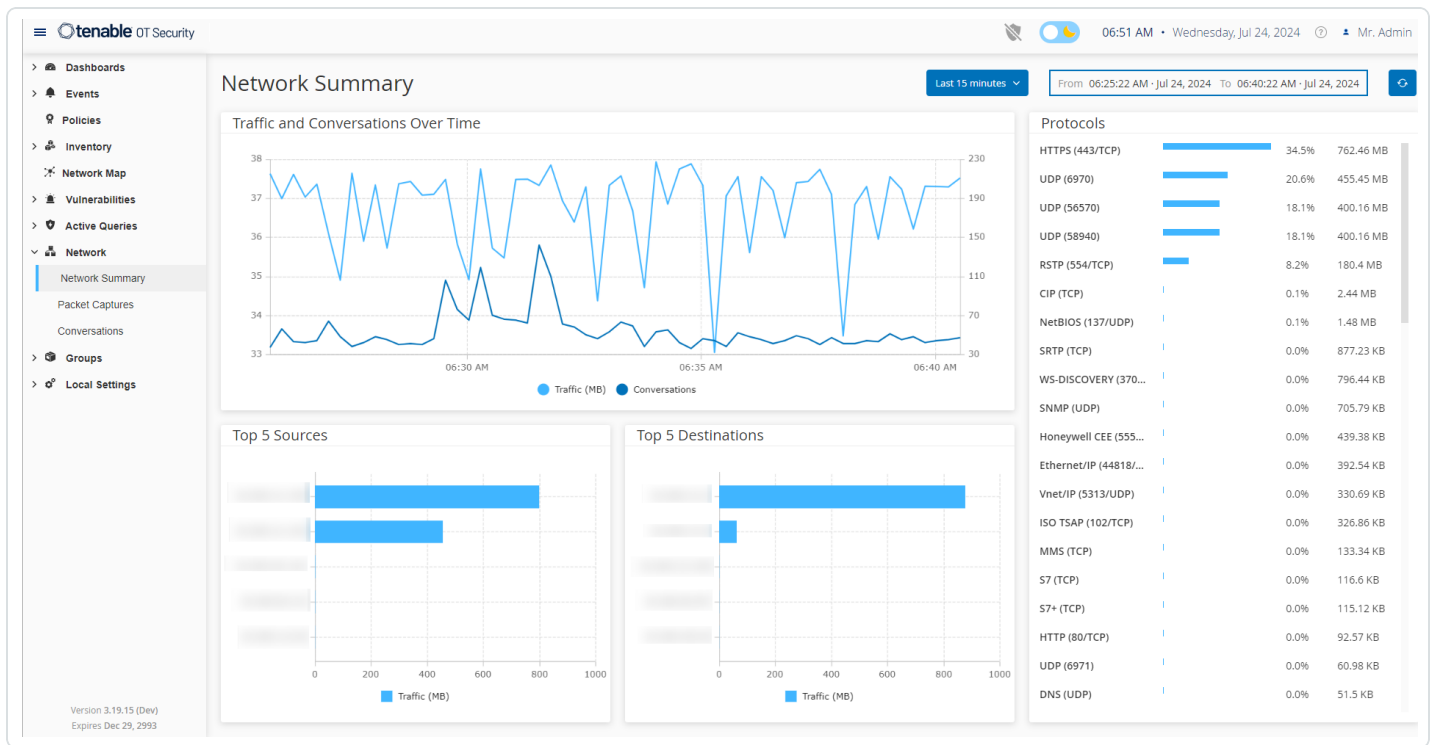 tenable OT Security
06:51 AM • Wednesday, Jul 24, 2024 ? Mr. Admin
Dashboards
Events
Policies
Inventory
Network Map
Vulnerabilities
Active Queries
Network
Network Summary
Packet Captures
Conversations
Groups
Local Settings
Version 3.19.15 (Dev)
Expires Dec 29, 2993
Network Summary
Last 15 minutes
From 06:25:22 AM · Jul 24, 2024 To 06:40:22 AM · Jul 24, 2024
Traffic and Conversations Over Time
38 230
37 190
36 150
35 110
34 70
33 30
06:30 AM 06:35 AM 06:40 AM
Traffic (MB) Conversations
Top 5 Sources
0 200 400 600 800 1000
Traffic (MB)
Top 5 Destinations
0 200 400 600 800 1000
Traffic (MB)
Protocols
HTTPS (443/TCP) 34.5% 762.46 MB
UDP (6970) 20.6% 455.45 MB
UDP (56570) 18.1% 400.16 MB
UDP (58940) 18.1% 400.16 MB
RSTP (554/TCP) 8.2% 180.4 MB
CIP (TCP) 0.1% 2.44 MB
NetBIOS (137/UDP) 0.1% 1.48 MB
SRTP (TCP) 0.0% 877.23 KB
WS-DISCOVERY (370... 0.0% 796.44 KB
SNMP (UDP) 0.0% 705.79 KB
Honeywell CEE (555... 0.0% 439.38 KB
Ethernet/IP (44818/... 0.0% 392.54 KB
Vnet/IP (5313/UDP) 0.0% 330.69 KB
ISO TSAP (102/TCP) 0.0% 326.86 KB
MMS (TCP) 0.0% 133.34 KB
S7 (TCP) 0.0% 116.6 KB
S7+ (TCP) 0.0% 115.12 KB
HTTP (80/TCP) 0.0% 92.57 KB
UDP (6971) 0.0% 60.98 KB
DNS (UDP) 0.0% 51.5 KB